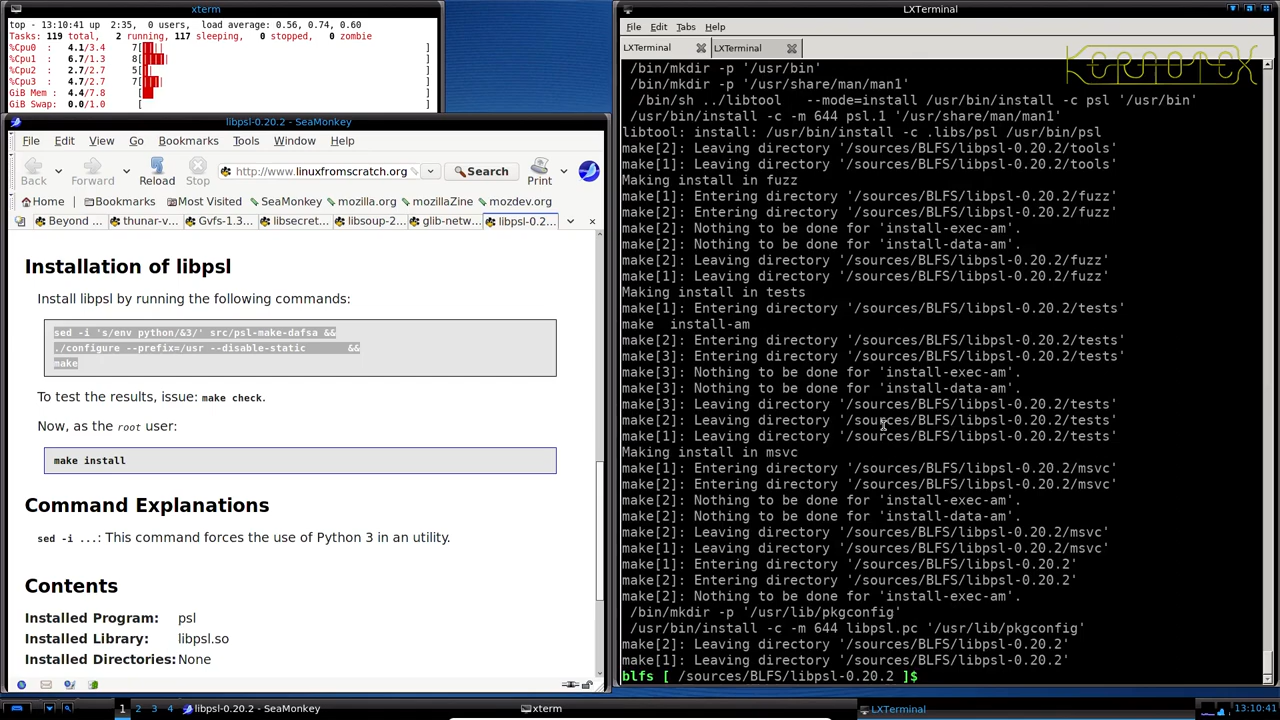 xterm
top - 13:10:41 up 2:35, 0 users, load average: 0.56, 0.74, 0.60
Tasks: 119 total, 2 running, 117 sleeping, 0 stopped, 0 zombie
%Cpu0 : 4.1/3.4 7[||||| ]
%Cpu1 : 6.7/1.3 8[|||||| ]
%Cpu2 : 2.7/2.7 5[||| ]
%Cpu3 : 4.7/2.7 7[||||| ]
GiB Mem : 4.4/7.8 [ ]
GiB Swap: 0.0/1.0 [ ]
libpsl-0.20.2 - SeaMonkey
File Edit View Go Bookmarks Tools Window Help
Back Forward Reload Stop http://www.linuxfromscratch.org Search Print
Home Bookmarks Most Visited SeaMonkey mozilla.org mozillaZine mozdev.org
Beyond ... thunar-v... Gvfs-1.3... libsecret... libsoup-2... glib-netw... libpsl-0.2...
Installation of libpsl
Install libpsl by running the following commands:
sed -i 's/env python/&3/' src/psl-make-dafsa &&
./configure --prefix=/usr --disable-static &&
make
To test the results, issue: make check.
Now, as the root user:
make install
Command Explanations
sed -i ...: This command forces the use of Python 3 in an utility.
Contents
Installed Program: psl
Installed Library: libpsl.so
Installed Directories: None
LXTerminal
File Edit Tabs Help
LXTerminal LXTerminal
KERNOTEX
/bin/mkdir -p '/usr/bin'
/bin/mkdir -p '/usr/share/man/man1'
/bin/sh ../libtool --mode=install /usr/bin/install -c psl '/usr/bin'
/usr/bin/install -c -m 644 psl.1 '/usr/share/man/man1'
libtool: install: /usr/bin/install -c .libs/psl /usr/bin/psl
make[2]: Leaving directory '/sources/BLFS/libpsl-0.20.2/tools'
make[1]: Leaving directory '/sources/BLFS/libpsl-0.20.2/tools'
Making install in fuzz
make[1]: Entering directory '/sources/BLFS/libpsl-0.20.2/fuzz'
make[2]: Entering directory '/sources/BLFS/libpsl-0.20.2/fuzz'
make[2]: Nothing to be done for 'install-exec-am'.
make[2]: Nothing to be done for 'install-data-am'.
make[2]: Leaving directory '/sources/BLFS/libpsl-0.20.2/fuzz'
make[1]: Leaving directory '/sources/BLFS/libpsl-0.20.2/fuzz'
Making install in tests
make[1]: Entering directory '/sources/BLFS/libpsl-0.20.2/tests'
make install-am
make[2]: Entering directory '/sources/BLFS/libpsl-0.20.2/tests'
make[3]: Entering directory '/sources/BLFS/libpsl-0.20.2/tests'
make[3]: Nothing to be done for 'install-exec-am'.
make[3]: Nothing to be done for 'install-data-am'.
make[3]: Leaving directory '/sources/BLFS/libpsl-0.20.2/tests'
make[2]: Leaving directory '/sources/BLFS/libpsl-0.20.2/tests'
make[1]: Leaving directory '/sources/BLFS/libpsl-0.20.2/tests'
Making install in msvc
make[1]: Entering directory '/sources/BLFS/libpsl-0.20.2/msvc'
make[2]: Entering directory '/sources/BLFS/libpsl-0.20.2/msvc'
make[2]: Nothing to be done for 'install-exec-am'.
make[2]: Nothing to be done for 'install-data-am'.
make[2]: Leaving directory '/sources/BLFS/libpsl-0.20.2/msvc'
make[1]: Leaving directory '/sources/BLFS/libpsl-0.20.2/msvc'
make[1]: Entering directory '/sources/BLFS/libpsl-0.20.2'
make[2]: Entering directory '/sources/BLFS/libpsl-0.20.2'
make[2]: Nothing to be done for 'install-exec-am'.
/bin/mkdir -p '/usr/lib/pkgconfig'
/usr/bin/install -c -m 644 libpsl.pc '/usr/lib/pkgconfig'
make[2]: Leaving directory '/sources/BLFS/libpsl-0.20.2'
make[1]: Leaving directory '/sources/BLFS/libpsl-0.20.2'
blfs [ /sources/BLFS/libpsl-0.20.2 ]$
1 2 3 4 libpsl-0.20.2 - SeaMonkey xterm LXTerminal 13:10:41